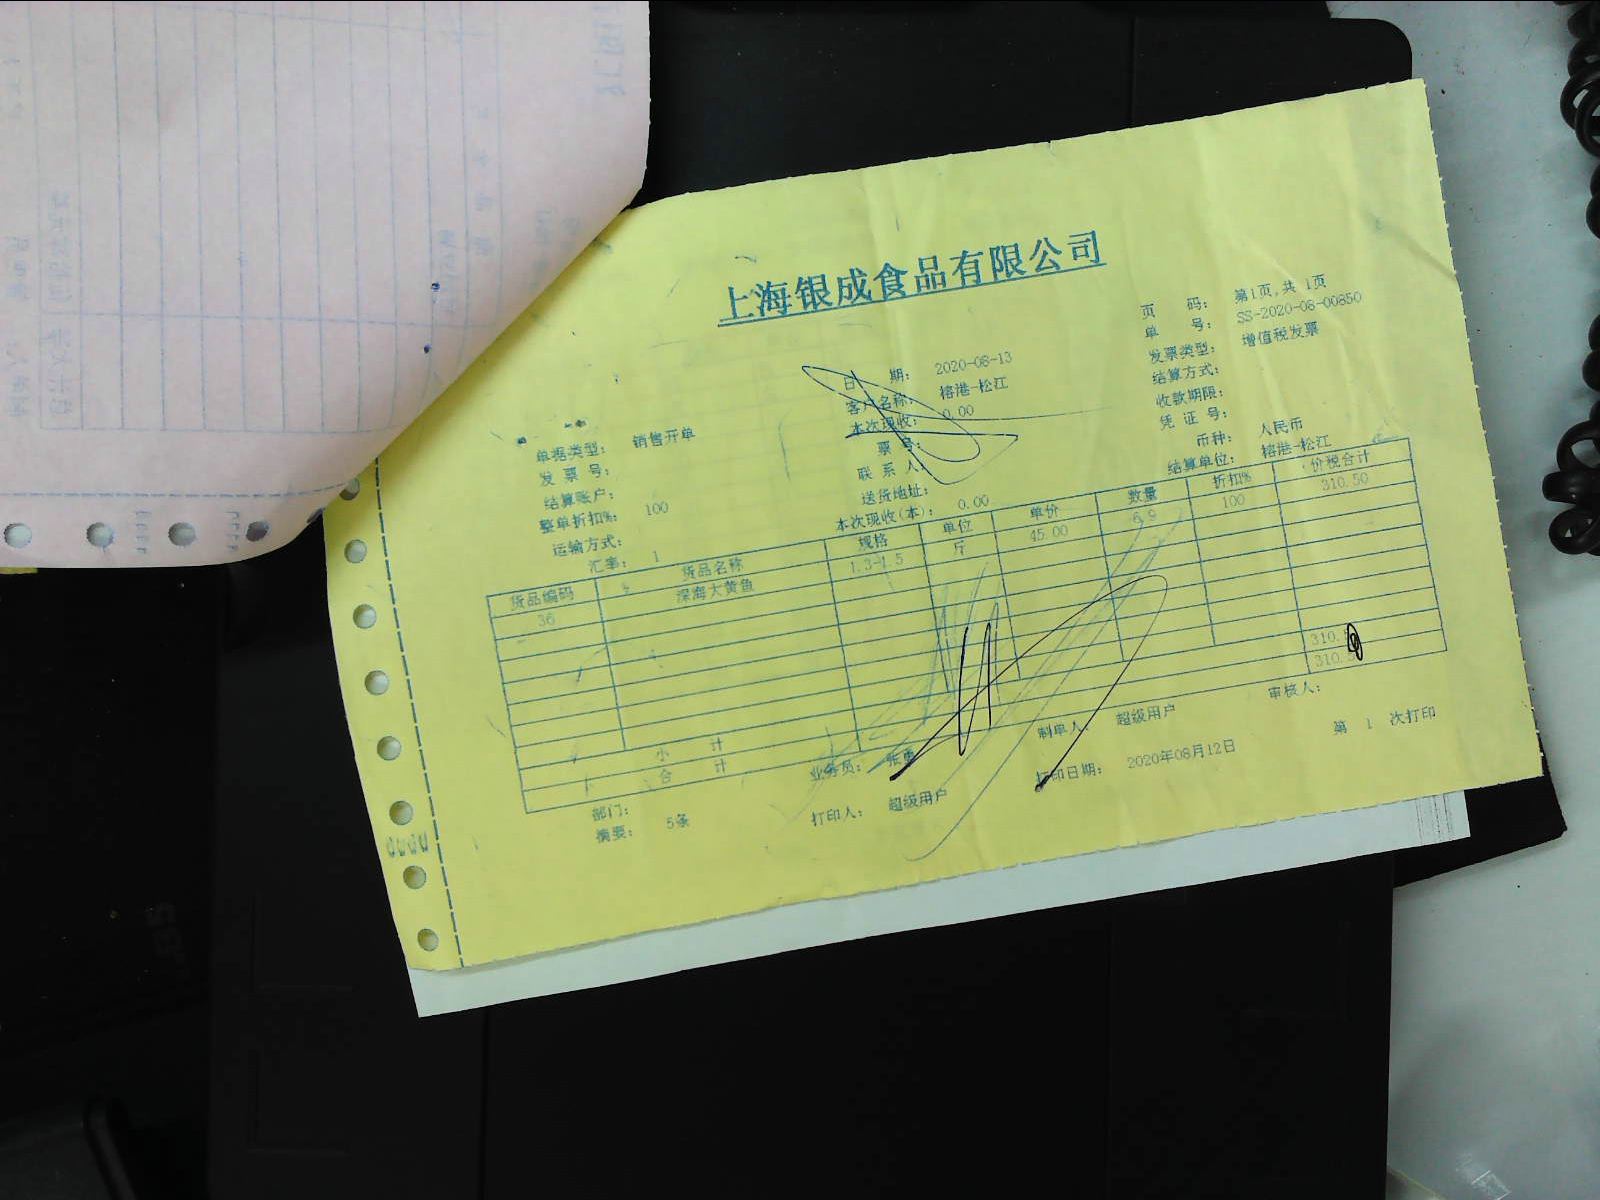 上海银成食品有限公司
页 码: 第1页,共 1页
单 号: SS-2020-08-00850
发票类型: 增值税发票
结算方式:
收款期限:
凭 证 号:
币种: 人民币
结算单位: 榕港-松江
日 期: 2020-08-13
客户名称: 榕港-松江
本次现收: 0.00
票 号:
联 系 人:
送货地址:
本次现收(本): 0.00
单据类型: 销售开单
发 票 号:
结算账户:
整单折扣%: 100
运输方式:
汇率: 1
货品编码 货品名称 规格 单位 单价 数量 折扣% 价税合计
36 深海大黄鱼 1.3-1.5 斤 45.00 6.9 100 310.50
小 计 310.
合 计 310.
部门: 业务员: 制单人: 超级用户 审核人:
摘要: 5条 打印人: 超级用户 打印日期: 2020年08月12日 第 1 次打印